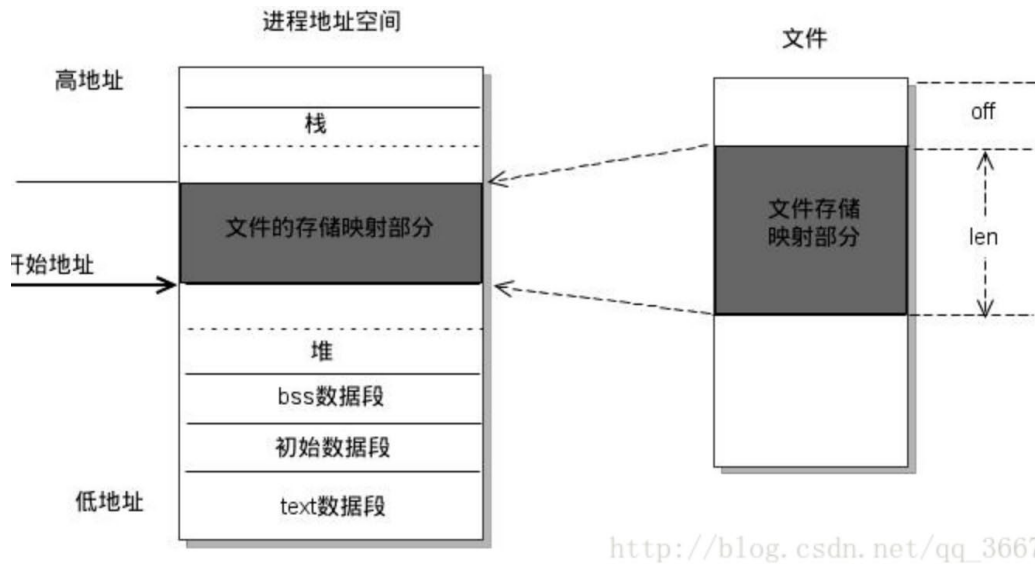 进程地址空间
文件
高地址
off
栈
文件的存储映射部分
文件存储
映射部分
len
开始地址
堆
bss数据段
初始数据段
低地址
text数据段
http://blog.csdn.net/qq_3667